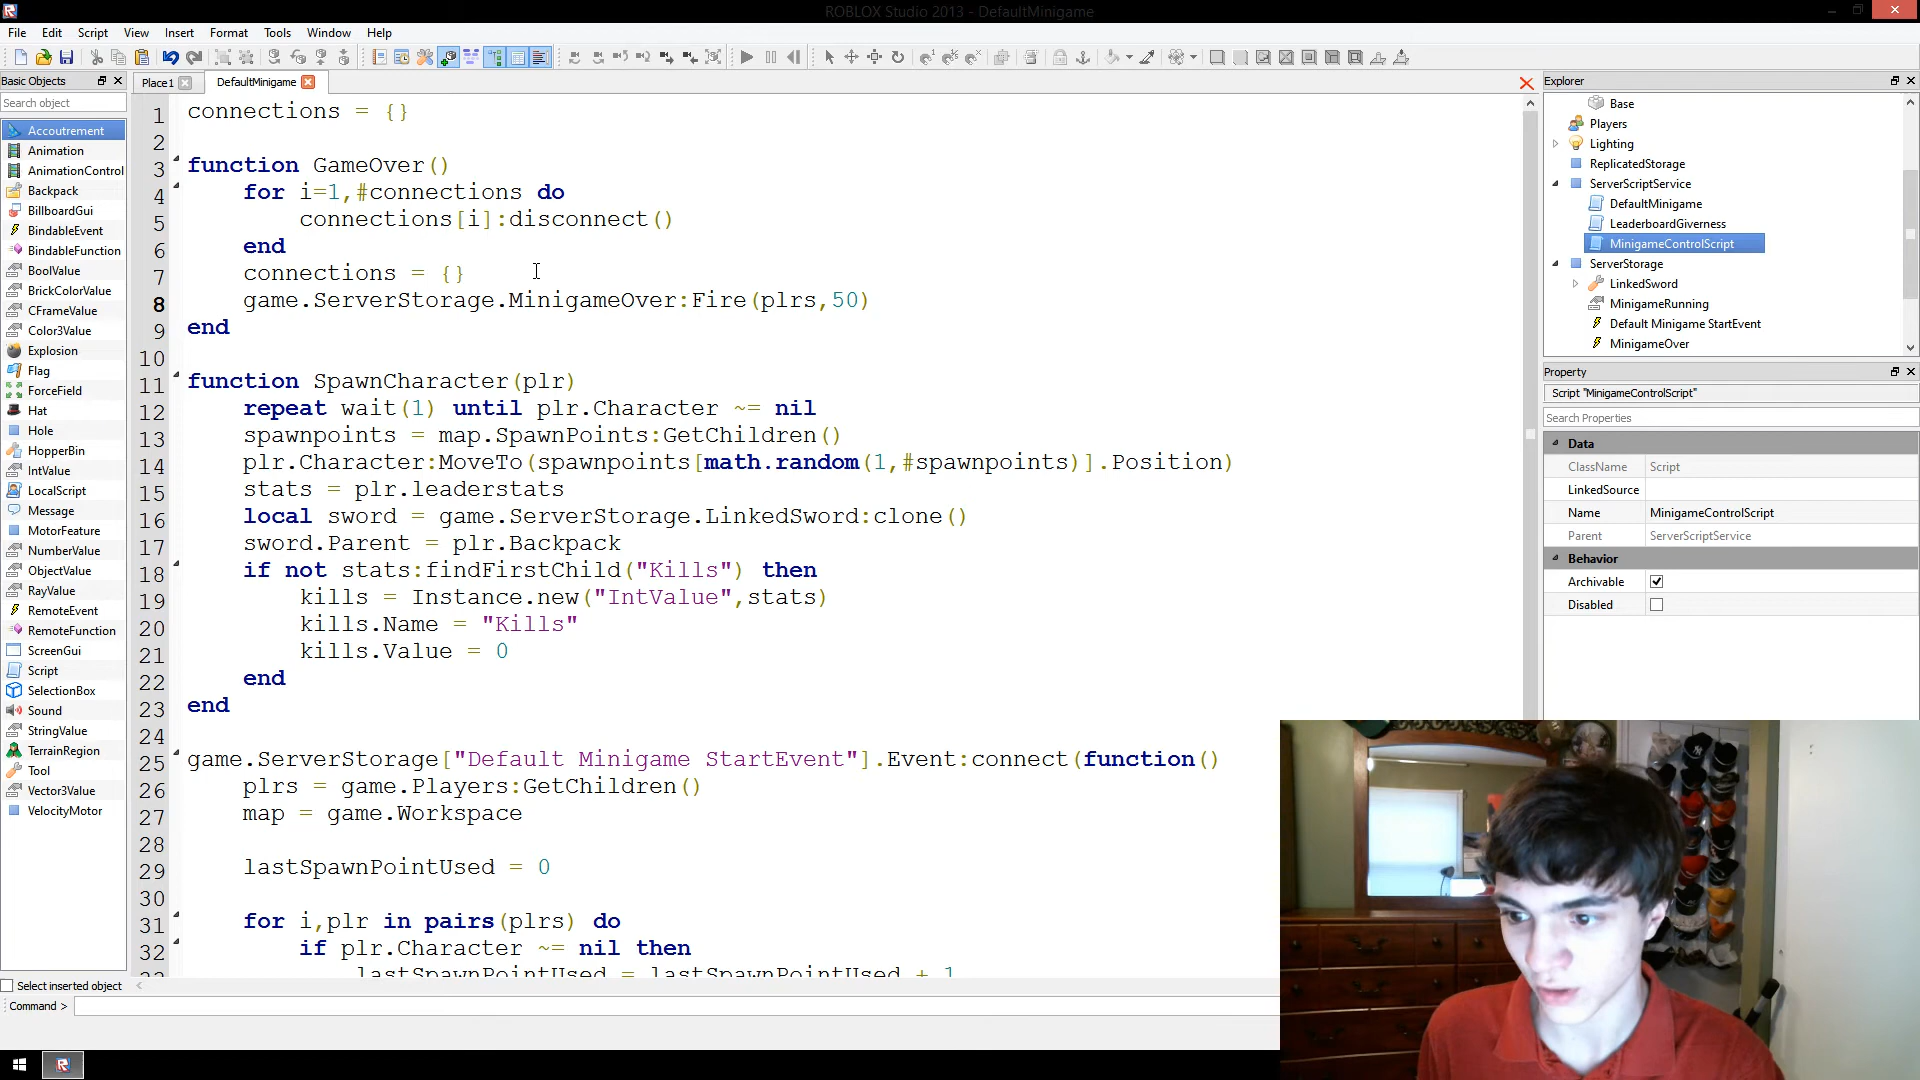 ROBLOX Studio 2013 - DefaultMinigame
File Edit Script View Insert Format Tools Window Help
Basic Objects
Search object
Accoutrement
Animation
AnimationControl
Backpack
BillboardGui
BindableEvent
BindableFunction
BoolValue
BrickColorValue
CFrameValue
Color3Value
Explosion
Flag
ForceField
Hat
Hole
HopperBin
IntValue
LocalScript
Message
MotorFeature
NumberValue
ObjectValue
RayValue
RemoteEvent
RemoteFunction
ScreenGui
Script
SelectionBox
Sound
StringValue
TerrainRegion
Tool
Vector3Value
VelocityMotor
Select inserted object
Command >
Place1 DefaultMinigame
1 connections = {}
2
3 function GameOver()
4 for i=1,#connections do
5 connections[i]:disconnect()
6 end
7 connections = {}
8 game.ServerStorage.MinigameOver:Fire(plrs,50)
9 end
10
11 function SpawnCharacter(plr)
12 repeat wait(1) until plr.Character ~= nil
13 spawnpoints = map.SpawnPoints:GetChildren()
14 plr.Character:MoveTo(spawnpoints[math.random(1,#spawnpoints)].Position)
15 stats = plr.leaderstats
16 local sword = game.ServerStorage.LinkedSword:clone()
17 sword.Parent = plr.Backpack
18 if not stats:findFirstChild("Kills") then
19 kills = Instance.new("IntValue",stats)
20 kills.Name = "Kills"
21 kills.Value = 0
22 end
23 end
24
25 game.ServerStorage["Default Minigame StartEvent"].Event:connect(function()
26 plrs = game.Players:GetChildren()
27 map = game.Workspace
28
29 lastSpawnPointUsed = 0
30
31 for i,plr in pairs(plrs) do
32 if plr.Character ~= nil then
33 lastSpawnPointUsed = lastSpawnPointUsed + 1
Explorer
Base
Players
Lighting
ReplicatedStorage
ServerScriptService
DefaultMinigame
LeaderboardGiverness
MinigameControlScript
ServerStorage
LinkedSword
MinigameRunning
Default Minigame StartEvent
MinigameOver
Property
Script "MinigameControlScript"
Search Properties
Data
ClassName Script
LinkedSource
Name MinigameControlScript
Parent ServerScriptService
Behavior
Archivable
Disabled